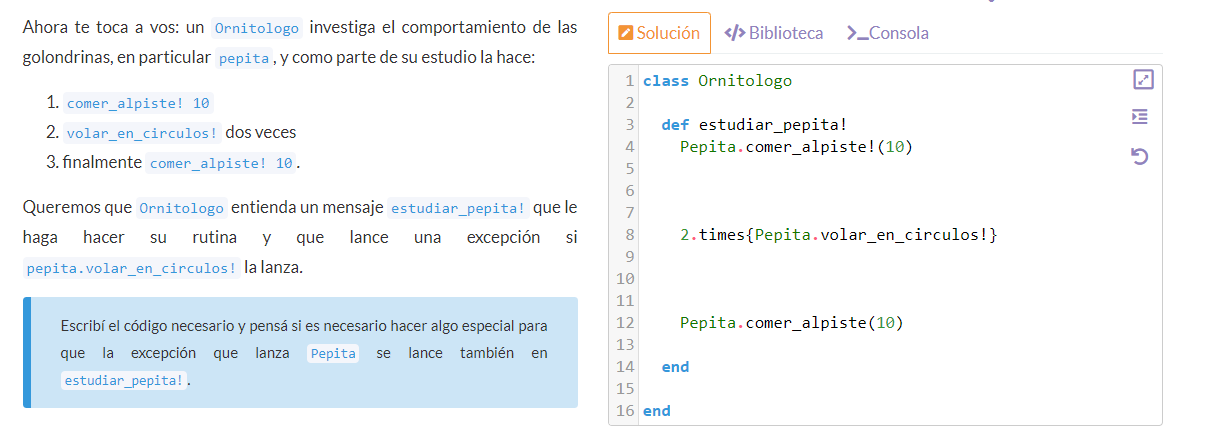 Ahora te toca a vos: un Ornitologo investiga el comportamiento de las
golondrinas, en particular pepita, y como parte de su estudio la hace:
1. comer_alpiste! 10
2. volar_en_circulos! dos veces
3. finalmente comer_alpiste! 10.
Queremos que Ornitologo entienda un mensaje estudiar_pepita! que le
haga hacer su rutina y que lance una excepción si
pepita.volar_en_circulos! la lanza.
Escribí el código necesario y pensá si es necesario hacer algo especial para
que la excepción que lanza Pepita se lance también en
estudiar_pepita!.
Solución
Biblioteca
Consola
1 class Ornitologo
2
3 def estudiar_pepita!
4 Pepita.comer_alpiste!(10)
5
6
7
8 2.times{Pepita.volar_en_circulos!}
9
10
11
12 Pepita.comer_alpiste(10)
13
14 end
15
16 end